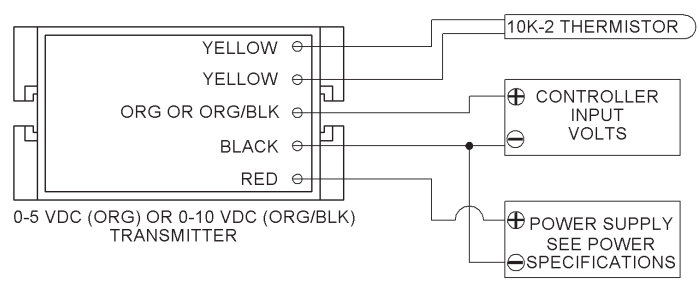 YELLOW
YELLOW
ORG OR ORG/BLK
BLACK
RED
0-5 VDC (ORG) OR 0-10 VDC (ORG/BLK)
TRANSMITTER
10K-2 THERMISTOR
CONTROLLER
INPUT
VOLTS
POWER SUPPLY
SEE POWER
SPECIFICATIONS